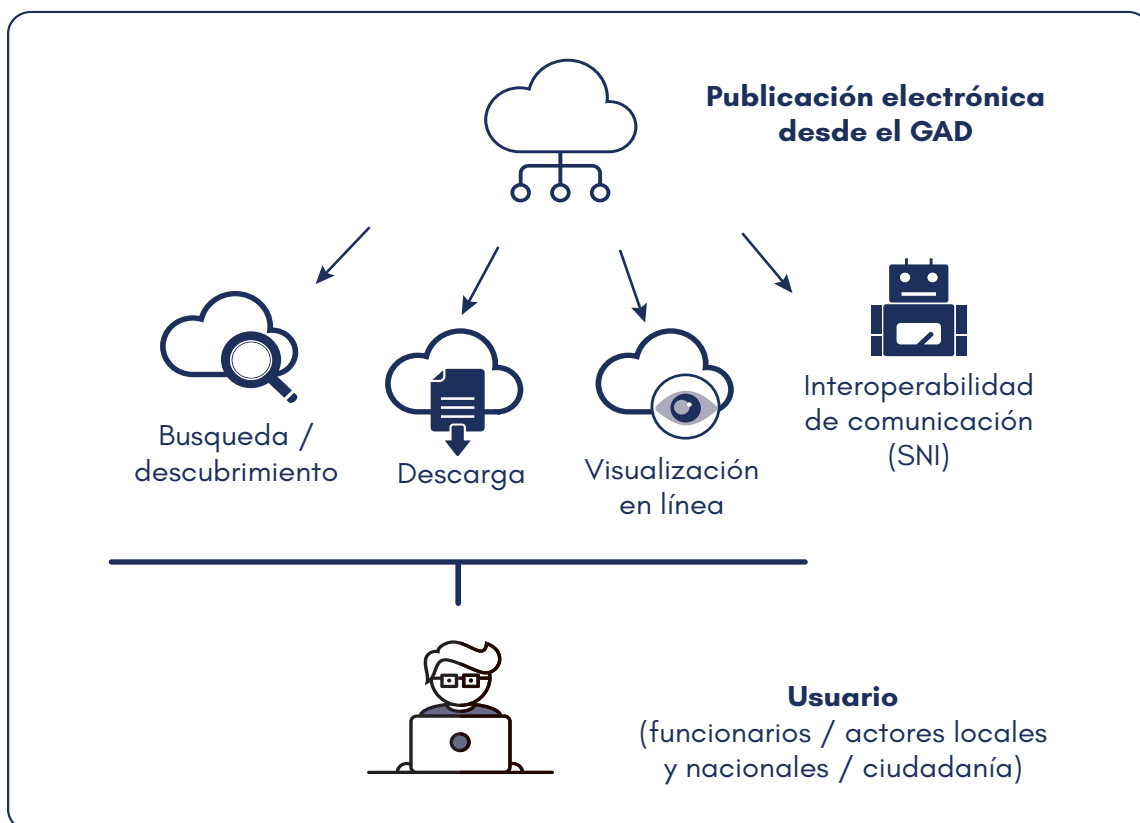 Publicación electrónica
desde el GAD
Busqueda /
descubrimiento
Descarga
Visualización
en línea
Interoperabilidad
de comunicación
(SNI)
Usuario
(funcionarios / actores locales
y nacionales / ciudadanía)